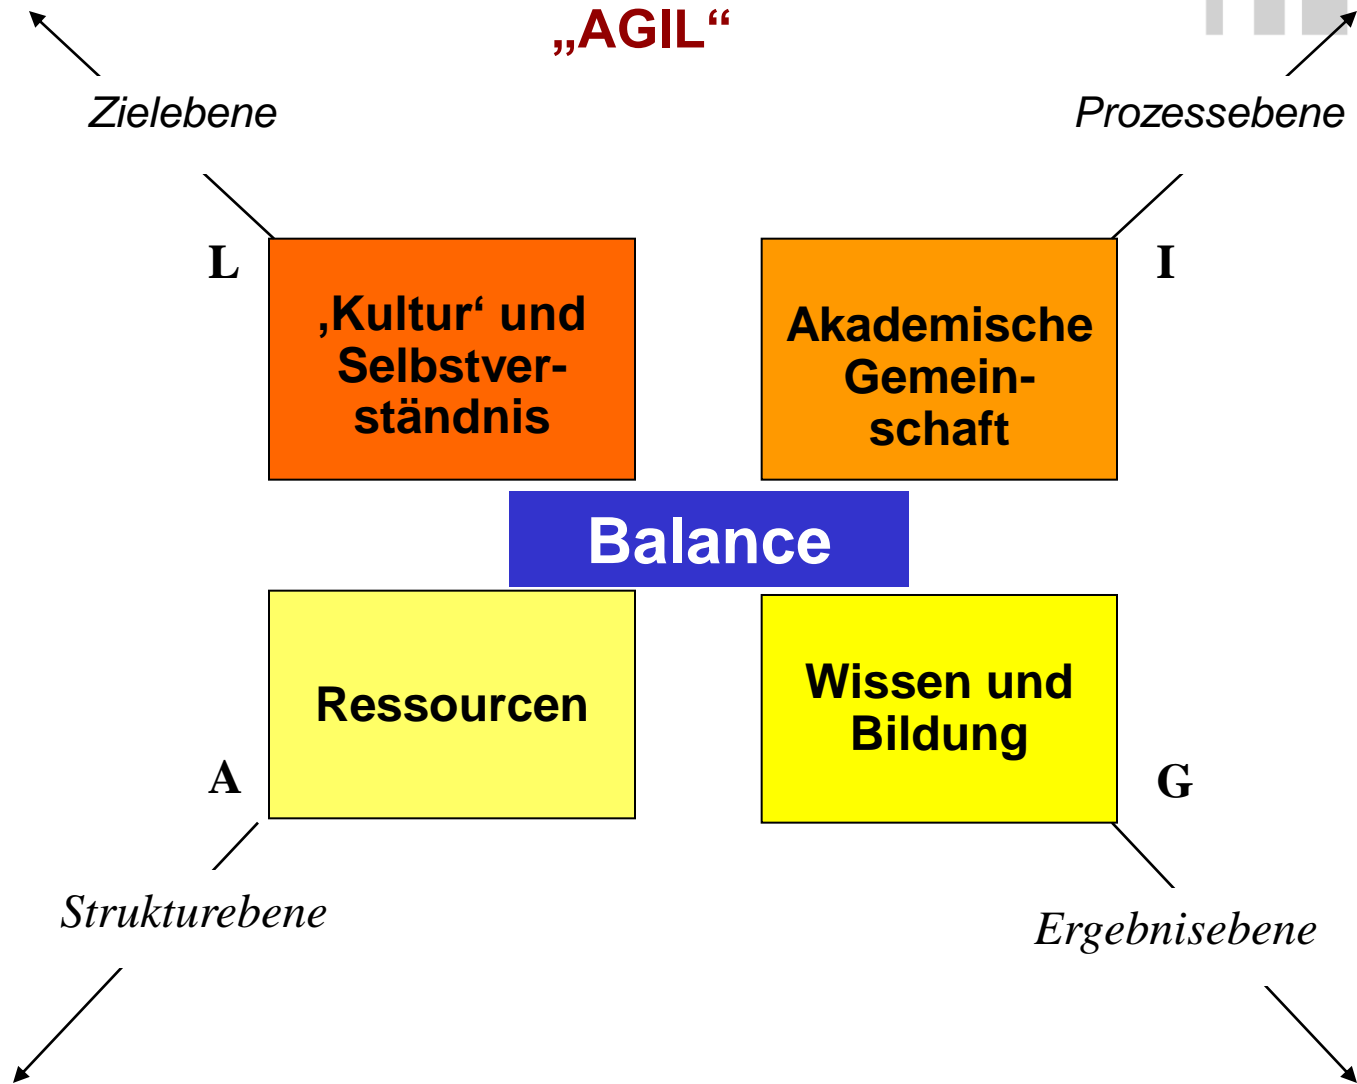 „AGIL“
Zielebene
Prozessebene
L
‚Kultur‘ und
Selbstver-
ständnis
Akademische
Gemein-
schaft
I
Balance
A
Ressourcen
Wissen und
Bildung
G
Strukturebene
Ergebnisebene